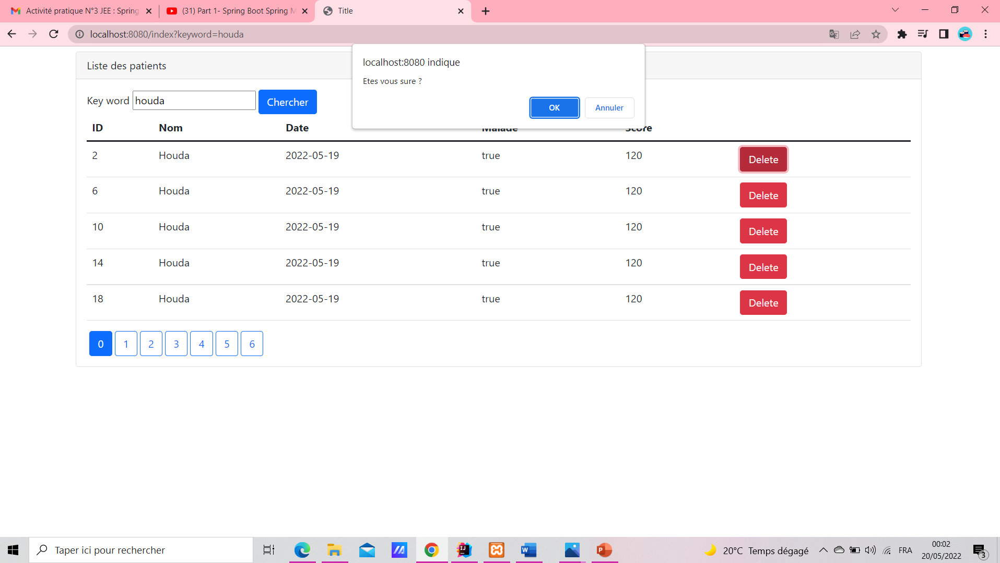 Activité pratique N°3 JEE : Spring
(31) Part 1- Spring Boot Spring M
Title
localhost:8080/index?keyword=houda
localhost:8080 indique
Etes vous sure ?
OK Annuler
Liste des patients
Key word houda Chercher
ID Nom Date Malade Score
2 Houda 2022-05-19 true 120 Delete
6 Houda 2022-05-19 true 120 Delete
10 Houda 2022-05-19 true 120 Delete
14 Houda 2022-05-19 true 120 Delete
18 Houda 2022-05-19 true 120 Delete
0 1 2 3 4 5 6
Taper ici pour rechercher
20°C Temps dégagé
FRA
00:02
20/05/2022
3